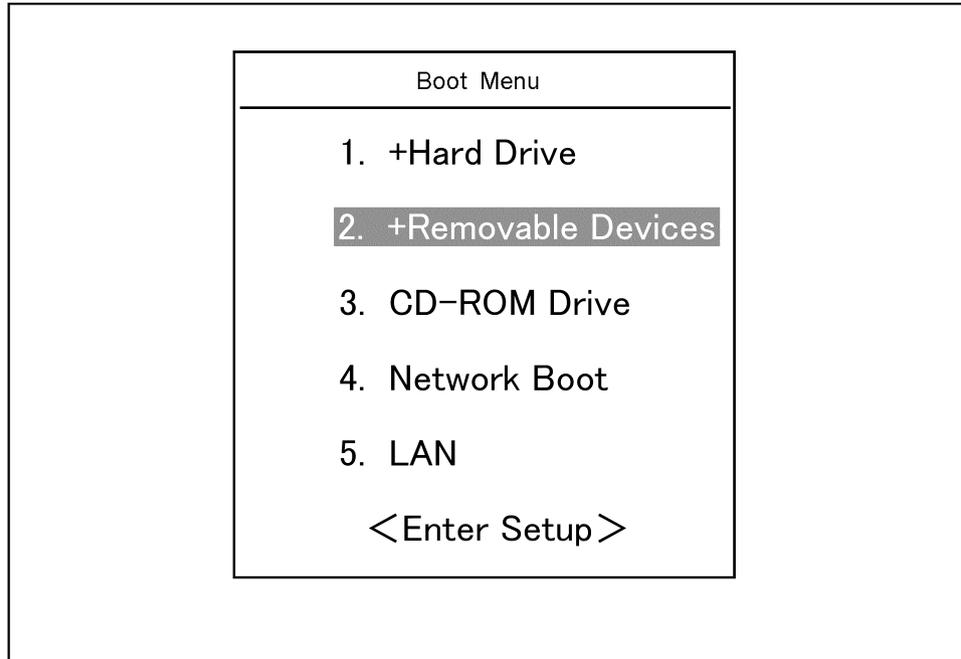 Boot Menu
1. +Hard Drive
2. +Removable Devices
3. CD-ROM Drive
4. Network Boot
5. LAN
<Enter Setup>